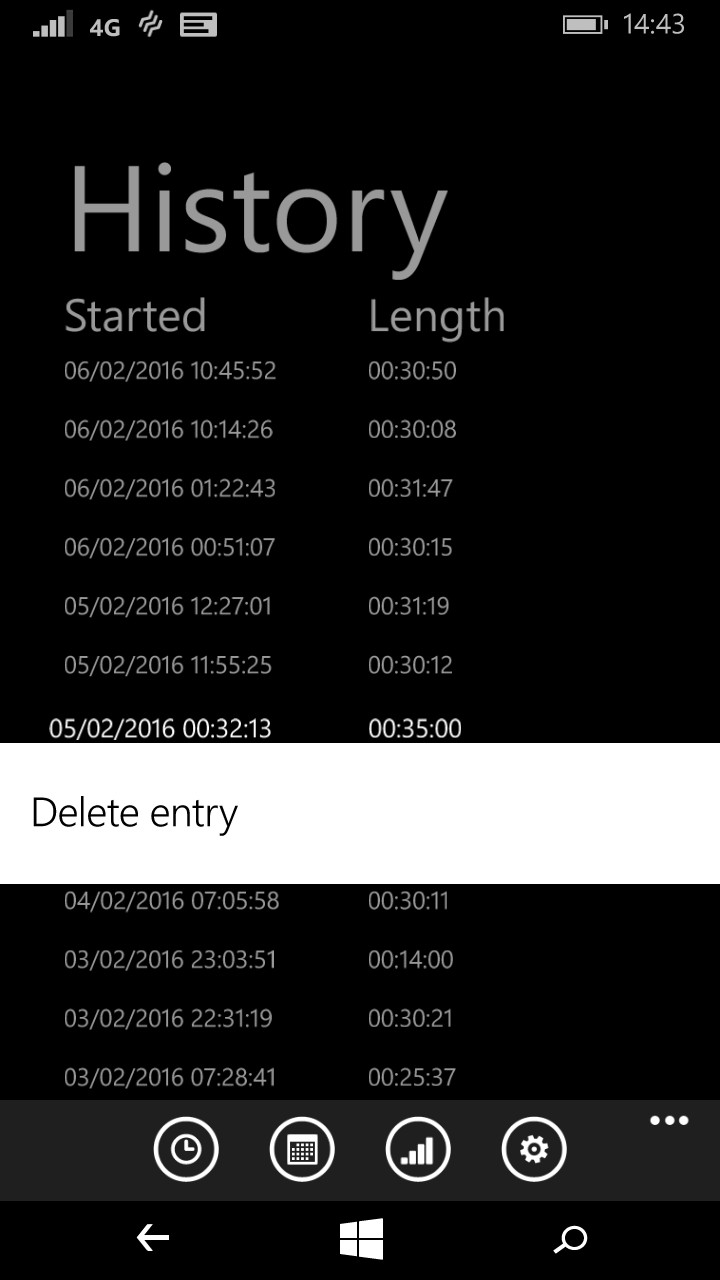 4G 14:43
History
Started Length
06/02/2016 10:45:52 00:30:50
06/02/2016 10:14:26 00:30:08
06/02/2016 01:22:43 00:31:47
06/02/2016 00:51:07 00:30:15
05/02/2016 12:27:01 00:31:19
05/02/2016 11:55:25 00:30:12
05/02/2016 00:32:13 00:35:00
Delete entry
04/02/2016 07:05:58 00:30:11
03/02/2016 23:03:51 00:14:00
03/02/2016 22:31:19 00:30:21
03/02/2016 07:28:41 00:25:37